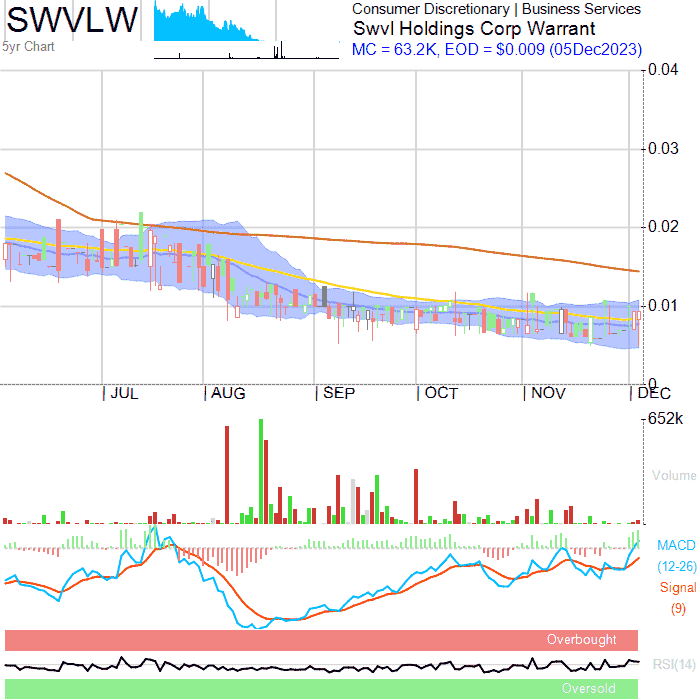 SWVLW
5yr Chart
Consumer Discretionary | Business Services
Swvl Holdings Corp Warrant
MC = 63.2K, EOD = $0.009 (05Dec2023)
0.04
0.03
0.02
0.01
0
JUL AUG SEP OCT NOV DEC
652k
Volume
MACD
(12-26)
Signal
(9)
Overbought
RSI(14)
Oversold